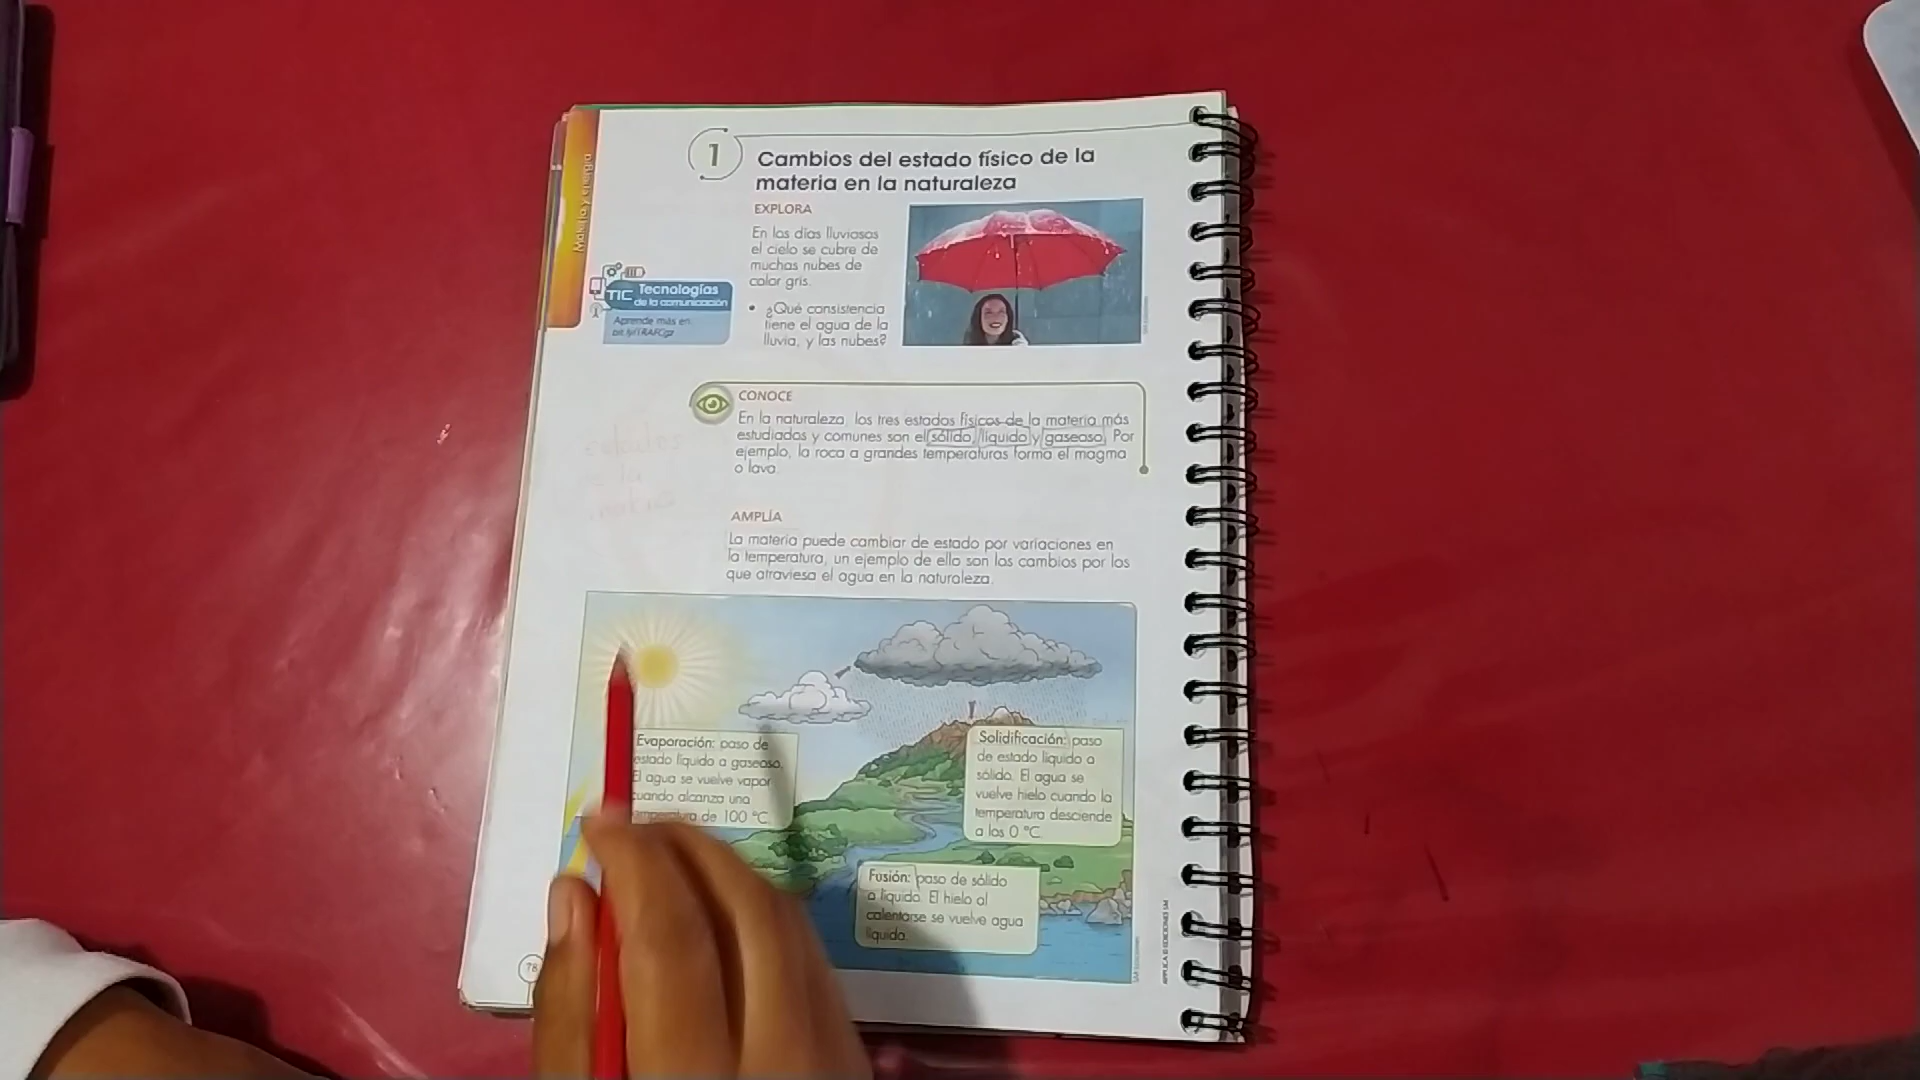 Materia y energía
1
Cambios del estado físico de la
materia en la naturaleza
EXPLORA
En los días lluviosos
el cielo se cubre de
muchas nubes de
color gris.
• ¿Qué consistencia
tiene el agua de la
lluvia, y las nubes?
TIC Tecnologías
de la comunicación
Aprende más en:
CONOCE
En la naturaleza, los tres estados físicos de la materia más
estudiados y comunes son el sólido, líquido y gaseoso. Por
ejemplo, la roca a grandes temperaturas forma el magma
o lava.
AMPLÍA
La materia puede cambiar de estado por variaciones en
la temperatura, un ejemplo de ello son los cambios por los
que atraviesa el agua en la naturaleza.
Evaporación: paso de
estado líquido a gaseoso.
El agua se vuelve vapor
cuando alcanza una
temperatura de 100 °C.
Solidificación: paso
de estado líquido a
sólido. El agua se
vuelve hielo cuando la
temperatura desciende
a los 0 °C.
Fusión: paso de sólido
a líquido. El hielo al
calentarse se vuelve agua
líquida.
78